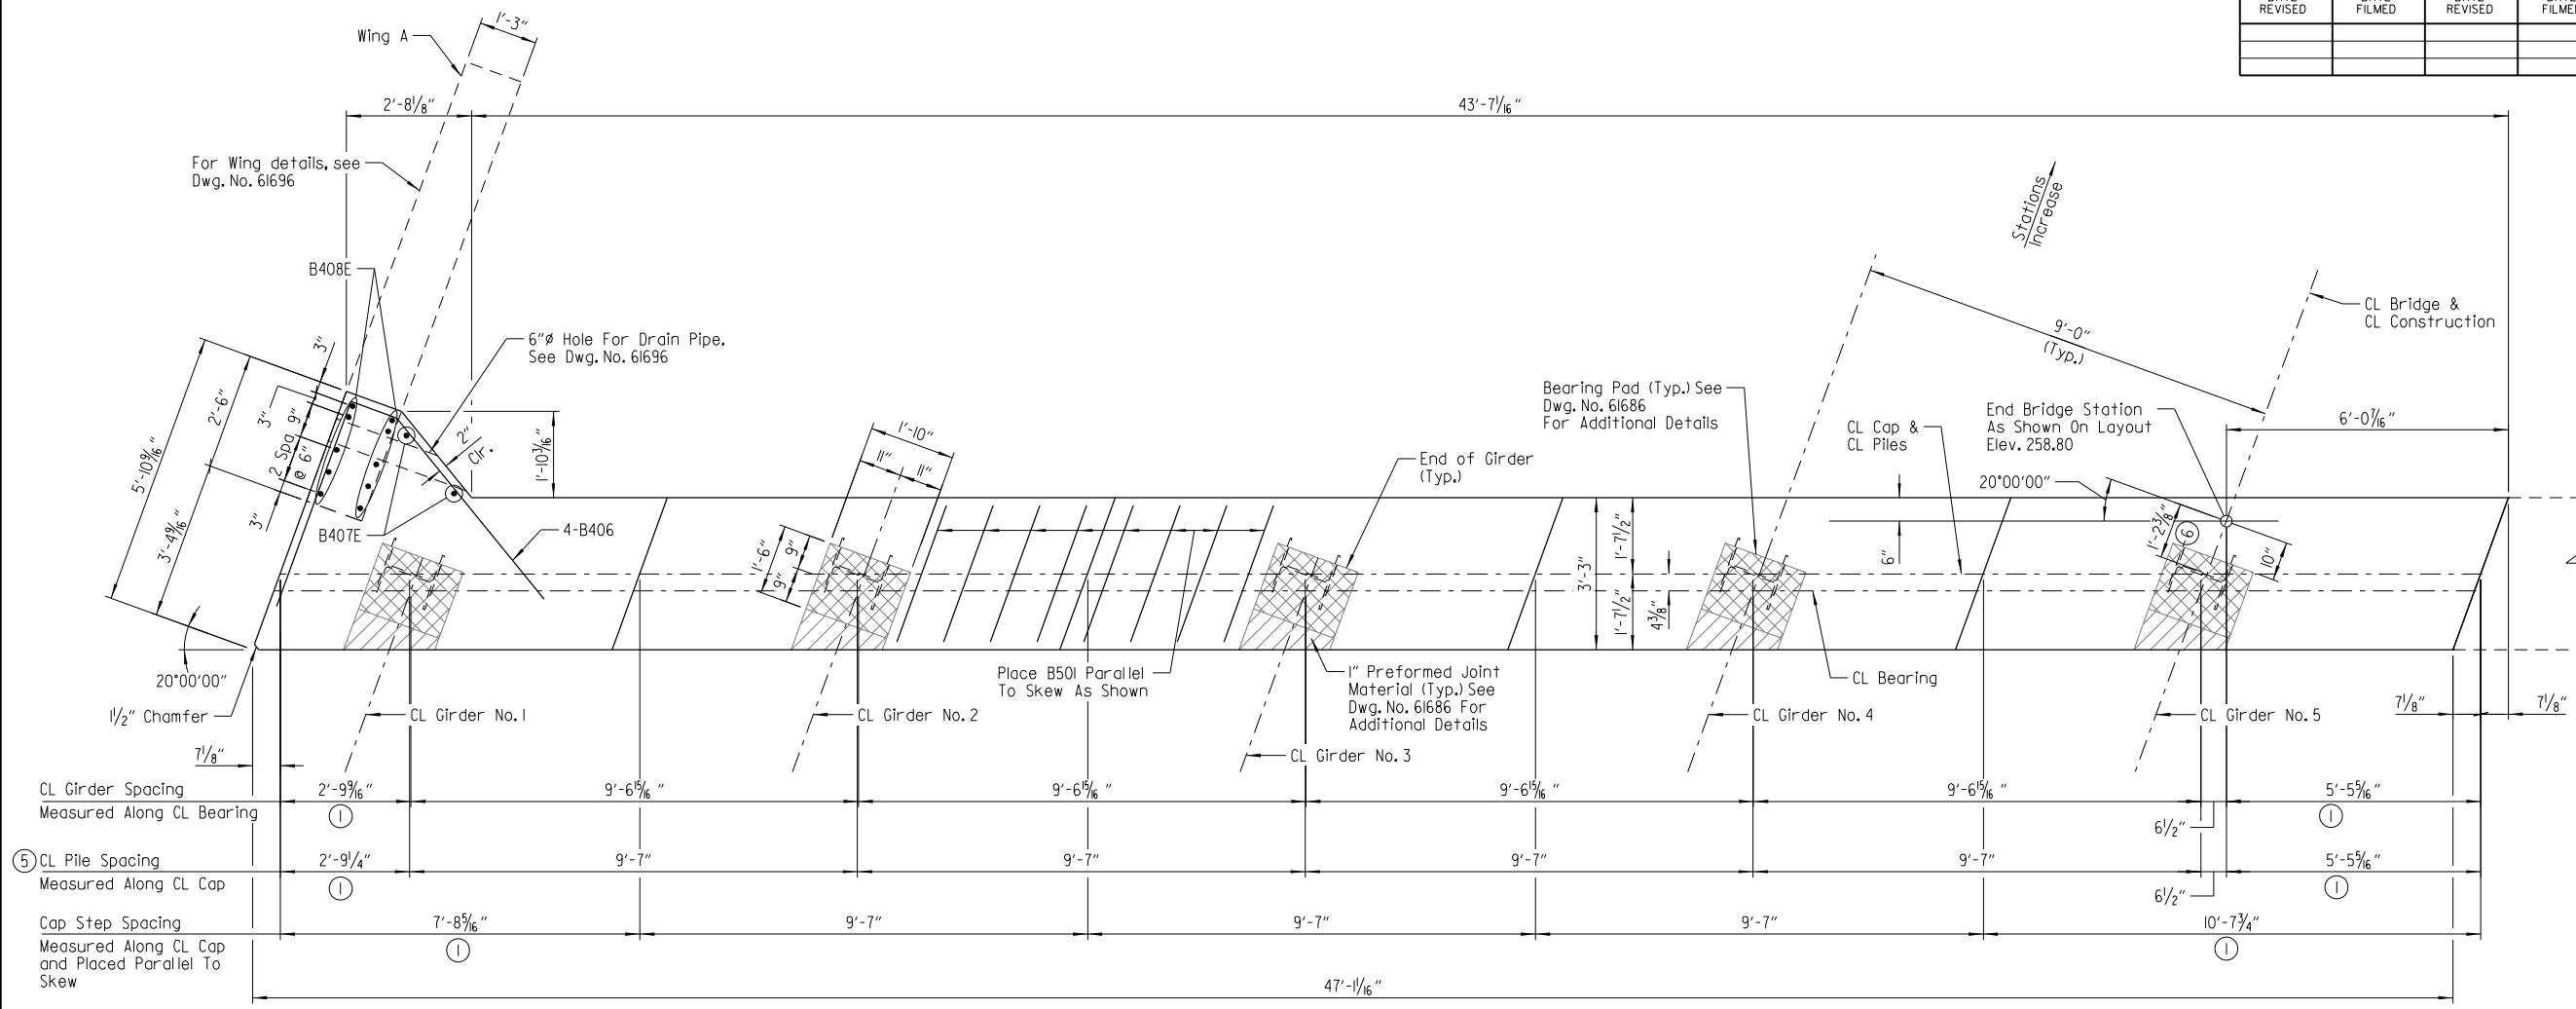 REVISED
FILMED
REVISED
FILMED
1'-3"
Wing A
2'-8 1/8"
43'-7 1/16"
For Wing details, see
Dwg. No. 61696
Stations
Increase
B408E
CL Bridge &
CL Construction
9'-0"
(Typ.)
6"ø Hole For Drain Pipe.
See Dwg. No. 61696
3"
2'-6"
3"
9"
2 Spa
@ 6"
3"
5'-10 9/16"
3'-4 9/16"
2"
Clr.
1'-10 3/16"
Bearing Pad (Typ.) See
Dwg. No. 61686
For Additional Details
CL Cap &
CL Piles
End Bridge Station
As Shown On Layout
Elev. 258.80
6'-0 7/16"
1'-10"
11"
11"
End of Girder
(Typ.)
20°00'00"
B407E
4-B406
1'-6"
9"
9"
3'-3"
1'-7 1/2"
1'-7 1/2"
4 3/8"
6"
1'-2 3/8"
6
10"
20°00'00"
1 1/2" Chamfer
Place B501 Parallel
To Skew As Shown
1" Preformed Joint
Material (Typ.) See
Dwg. No. 61686 For
Additional Details
CL Bearing
CL Girder No. 1
CL Girder No. 2
CL Girder No. 3
CL Girder No. 4
CL Girder No. 5
7 1/8"
7 1/8"
7 1/8"
CL Girder Spacing
Measured Along CL Bearing
2'-9 9/16"
1
9'-6 15/16"
9'-6 15/16"
9'-6 15/16"
9'-6 15/16"
6 1/2"
5'-5 5/16"
1
5 CL Pile Spacing
Measured Along CL Cap
2'-9 1/4"
1
9'-7"
9'-7"
9'-7"
9'-7"
6 1/2"
5'-5 5/16"
1
Cap Step Spacing
Measured Along CL Cap
and Placed Parallel To
Skew
7'-8 5/16"
1
9'-7"
9'-7"
9'-7"
10'-7 3/4"
1
47'-1 1/16"